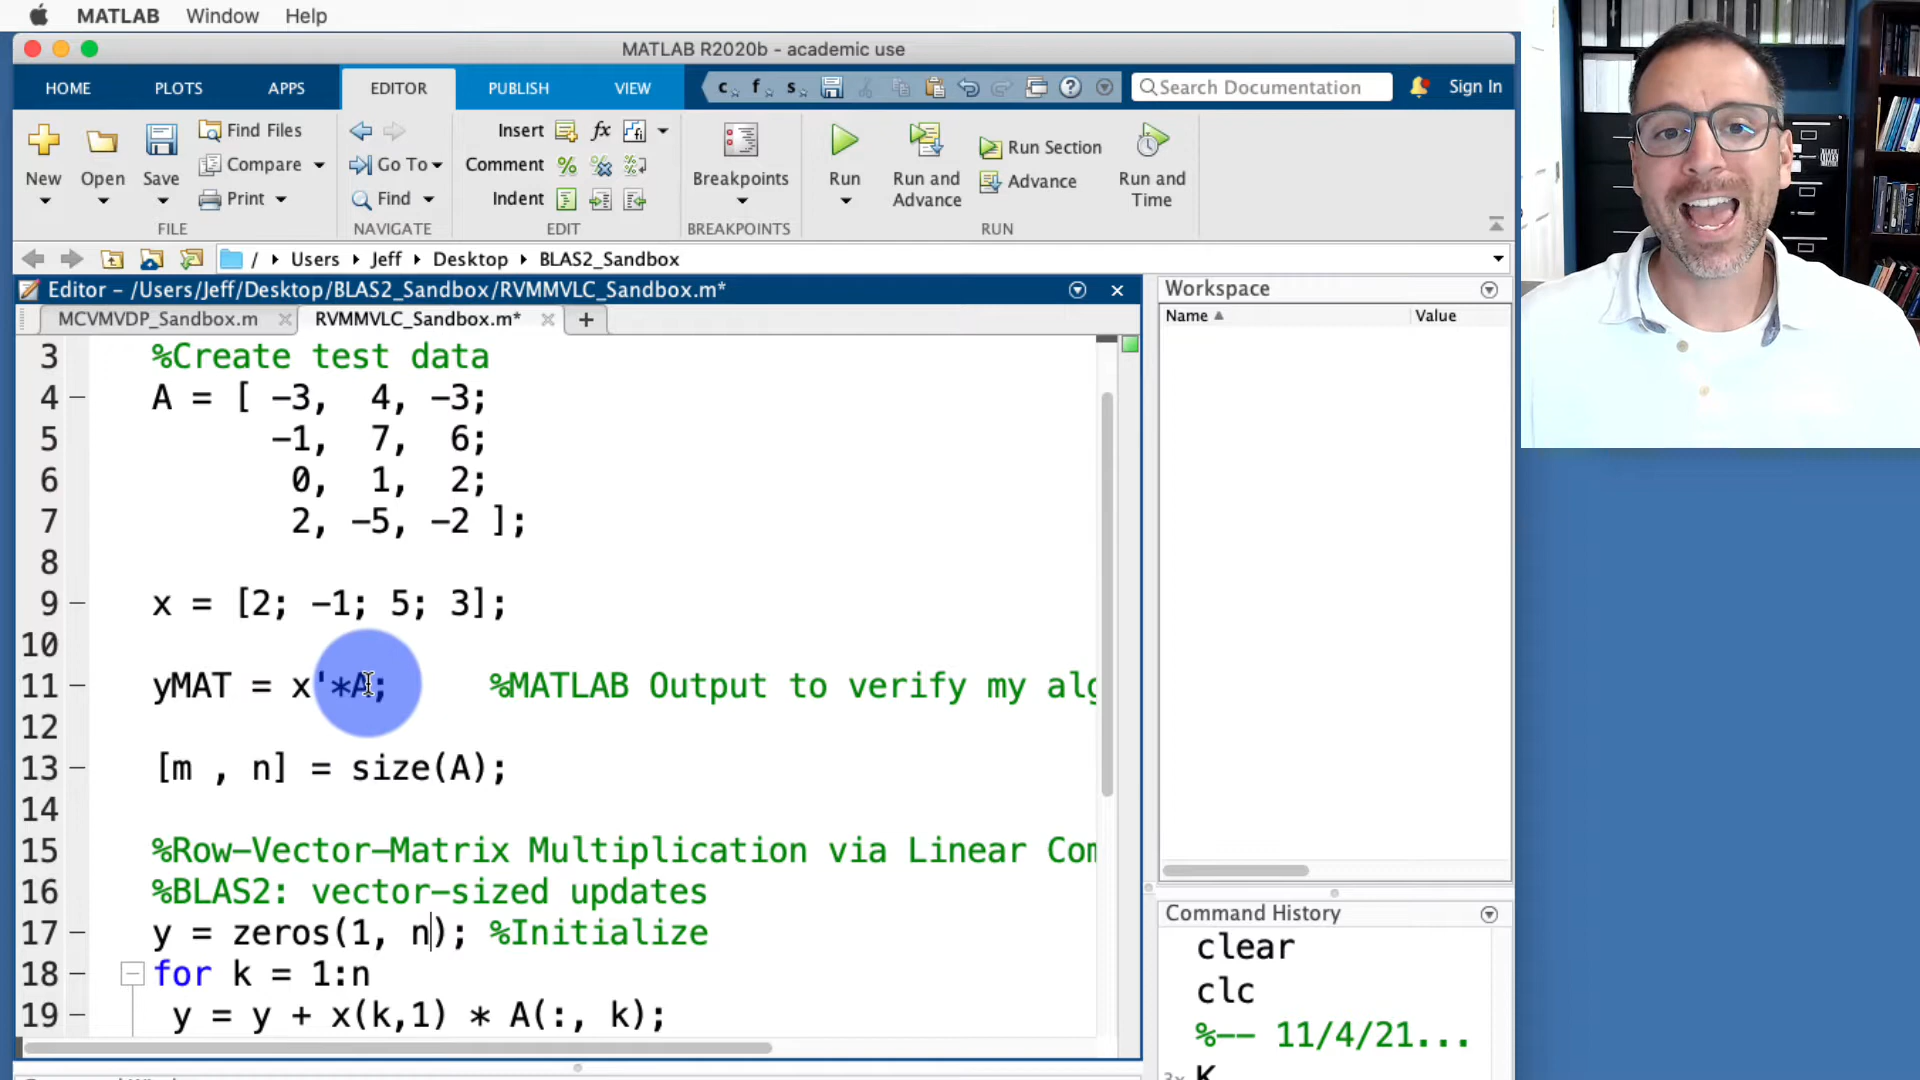 MATLAB Window Help
MATLAB R2020b - academic use
HOME PLOTS APPS EDITOR PUBLISH VIEW Search Documentation Sign In
New Open Save Find Files Compare Print
Go To Find
Insert Comment Indent
Breakpoints
Run Run and Advance Run Section Advance Run and Time
FILE NAVIGATE EDIT BREAKPOINTS RUN
/ Users Jeff Desktop BLAS2_Sandbox
Editor – /Users/Jeff/Desktop/BLAS2_Sandbox/RVMMVLC_Sandbox.m*
MCVMVDP_Sandbox.m RVMMVLC_Sandbox.m* +
3 %Create test data
4 – A = [ -3, 4, -3;
5 -1, 7, 6;
6 0, 1, 2;
7 2, -5, -2 ];
8
9 – x = [2; -1; 5; 3];
10
11 – yMAT = x'*A; %MATLAB Output to verify my alg
12
13 – [m , n] = size(A);
14
15 %Row-Vector-Matrix Multiplication via Linear Com
16 %BLAS2: vector-sized updates
17 – y = zeros(1, n); %Initialize
18 – for k = 1:n
19 – y = y + x(k,1) * A(:, k);
Workspace
Name Value
Command History
clear
clc
%-- 11/4/21...